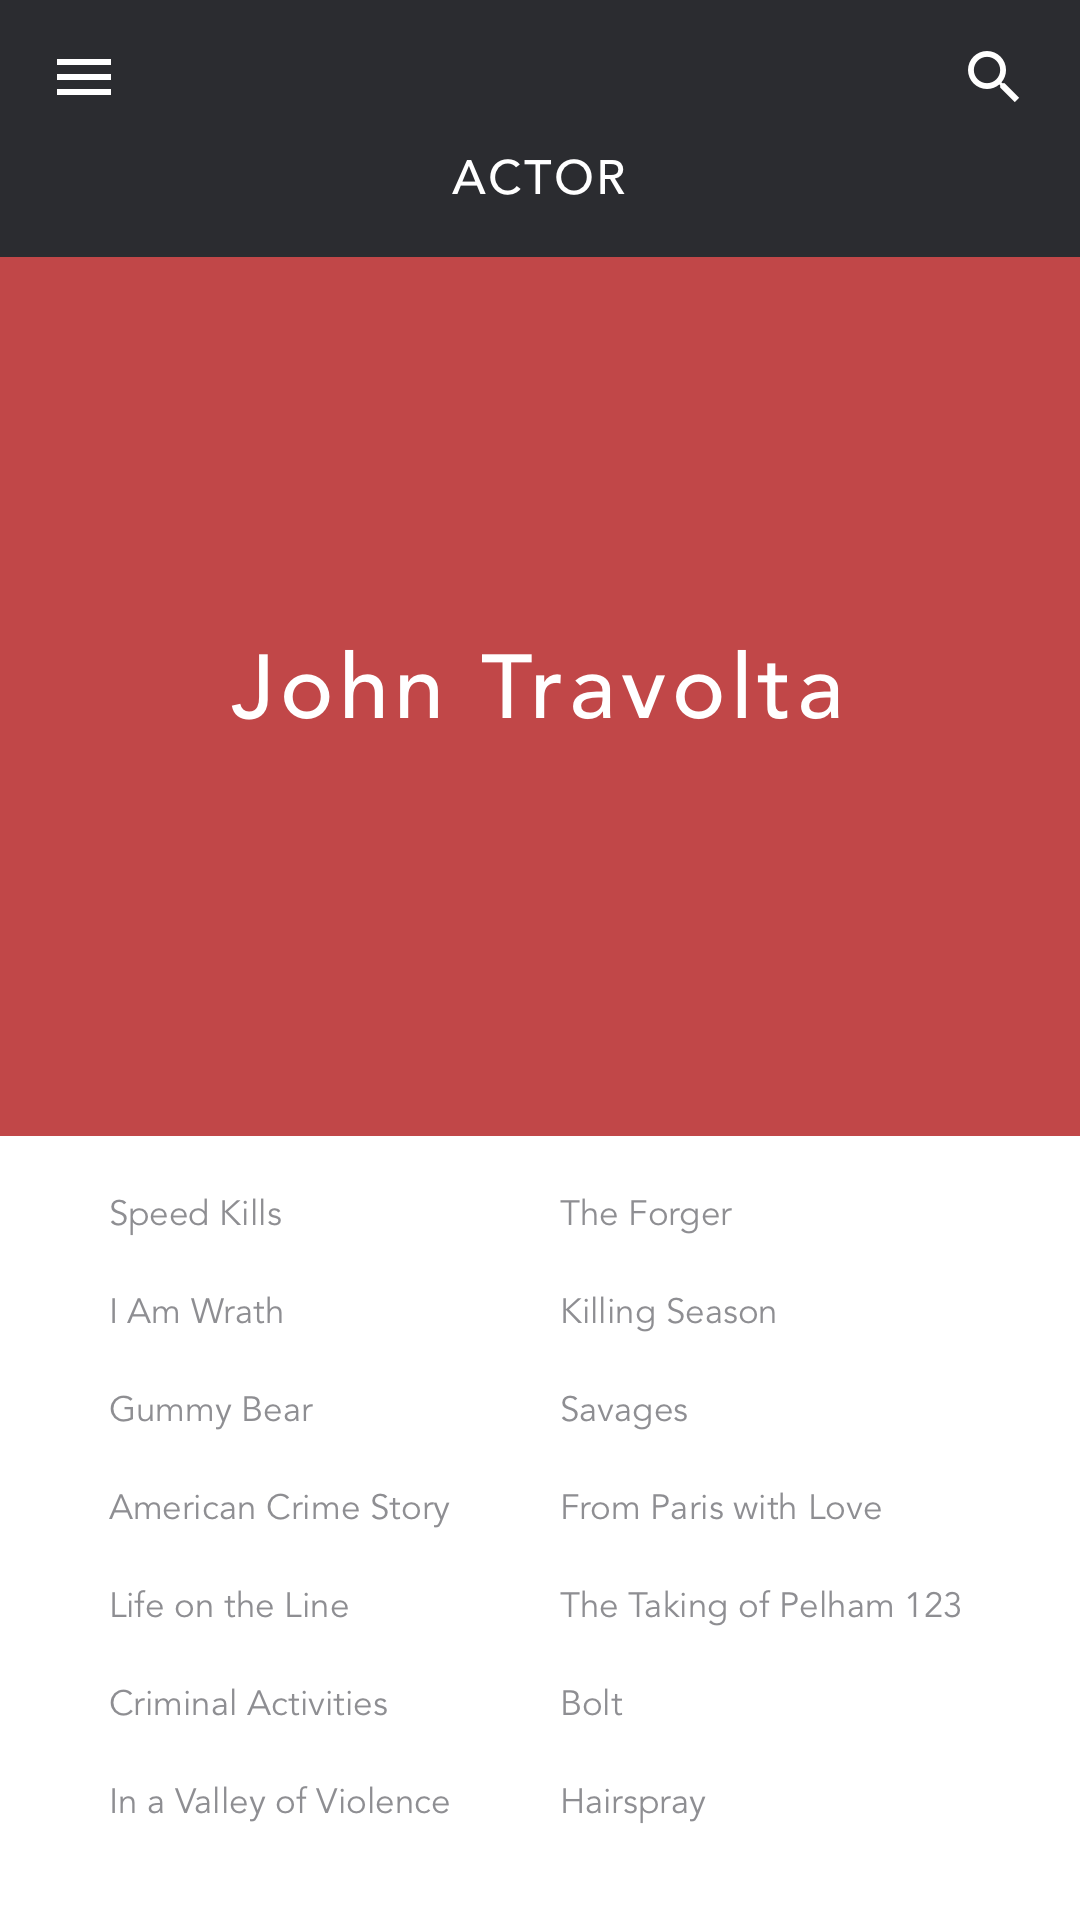 ACTOR
John Travolta
Speed Kills
I Am Wrath
Gummy Bear
American Crime Story
Life on the Line
Criminal Activities
In a Valley of Violence
The Forger
Killing Season
Savages
From Paris with Love
The Taking of Pelham 123
Bolt
Hairspray